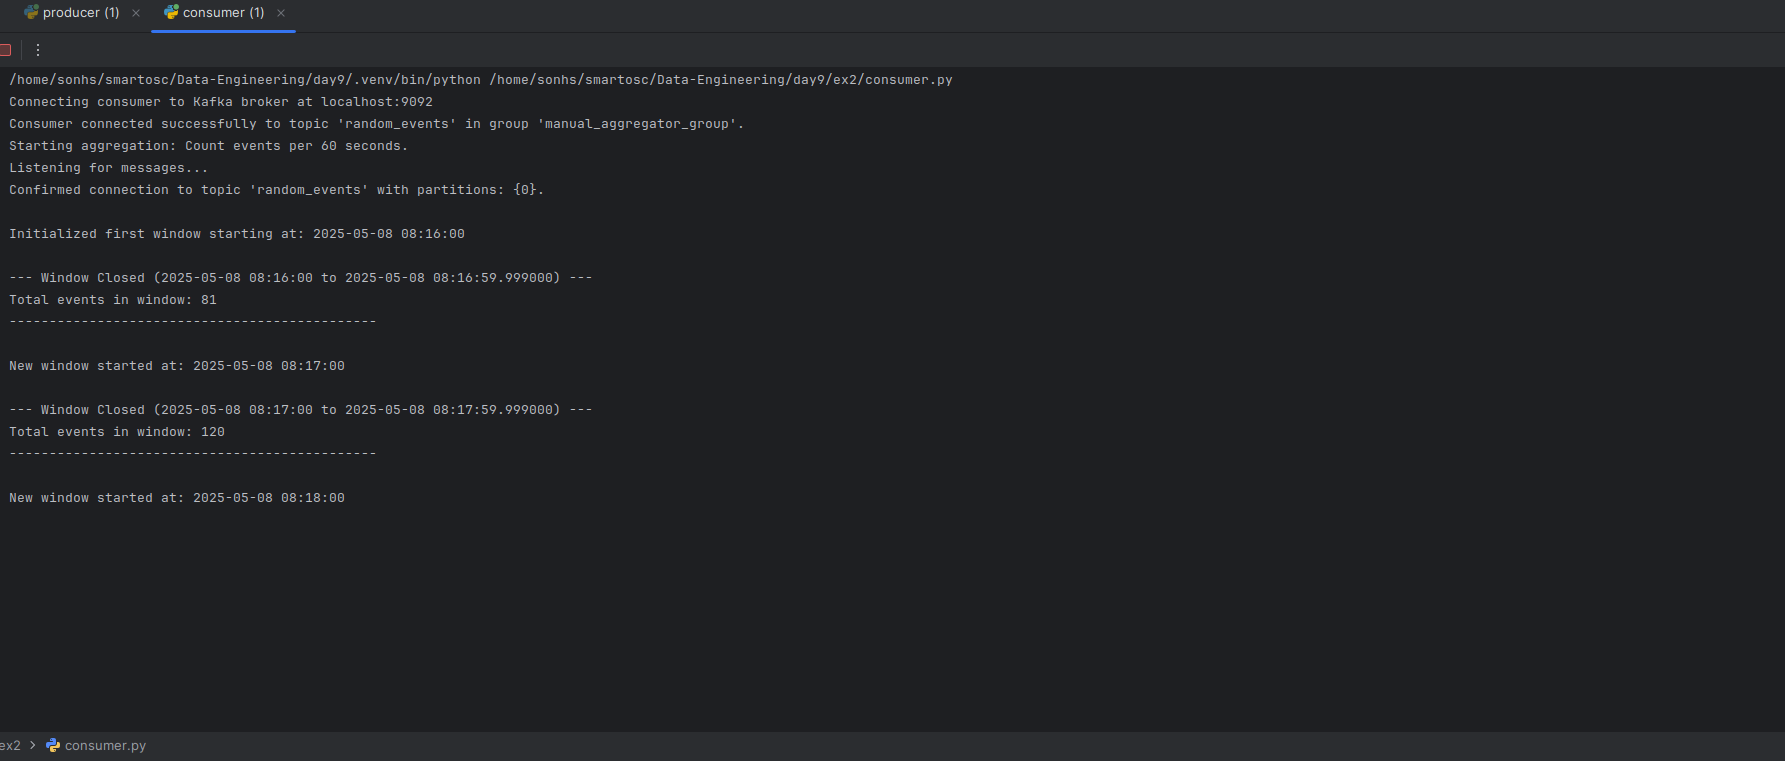 producer (1)
consumer (1)
/home/sonhs/smartosc/Data-Engineering/day9/.venv/bin/python /home/sonhs/smartosc/Data-Engineering/day9/ex2/consumer.py
Connecting consumer to Kafka broker at localhost:9092
Consumer connected successfully to topic 'random_events' in group 'manual_aggregator_group'.
Starting aggregation: Count events per 60 seconds.
Listening for messages...
Confirmed connection to topic 'random_events' with partitions: {0}.
Initialized first window starting at: 2025-05-08 08:16:00
--- Window Closed (2025-05-08 08:16:00 to 2025-05-08 08:16:59.999000) ---
Total events in window: 81
----------------------------------------------
New window started at: 2025-05-08 08:17:00
--- Window Closed (2025-05-08 08:17:00 to 2025-05-08 08:17:59.999000) ---
Total events in window: 120
----------------------------------------------
New window started at: 2025-05-08 08:18:00
ex2 > consumer.py